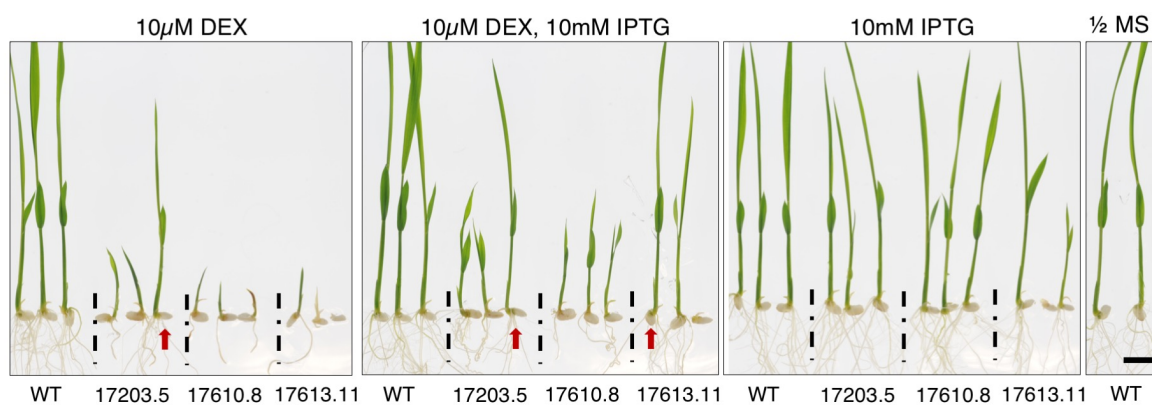 10µM DEX
10µM DEX, 10mM IPTG
10mM IPTG
½ MS
WT
17203.5
17610.8
17613.11
WT
17203.5
17610.8
17613.11
WT
17203.5
17610.8
17613.11
WT